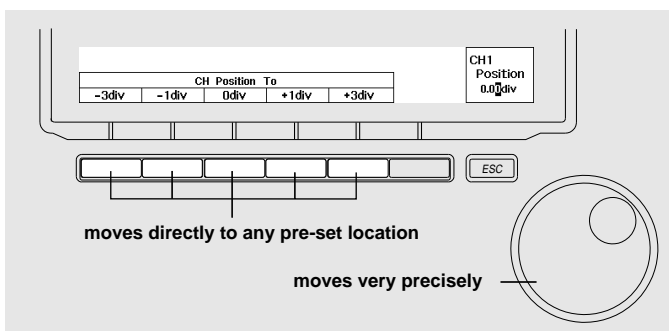 CH1
Position
0.00div
CH Position To
-3div -1div 0div +1div +3div
ESC
moves directly to any pre-set location
moves very precisely